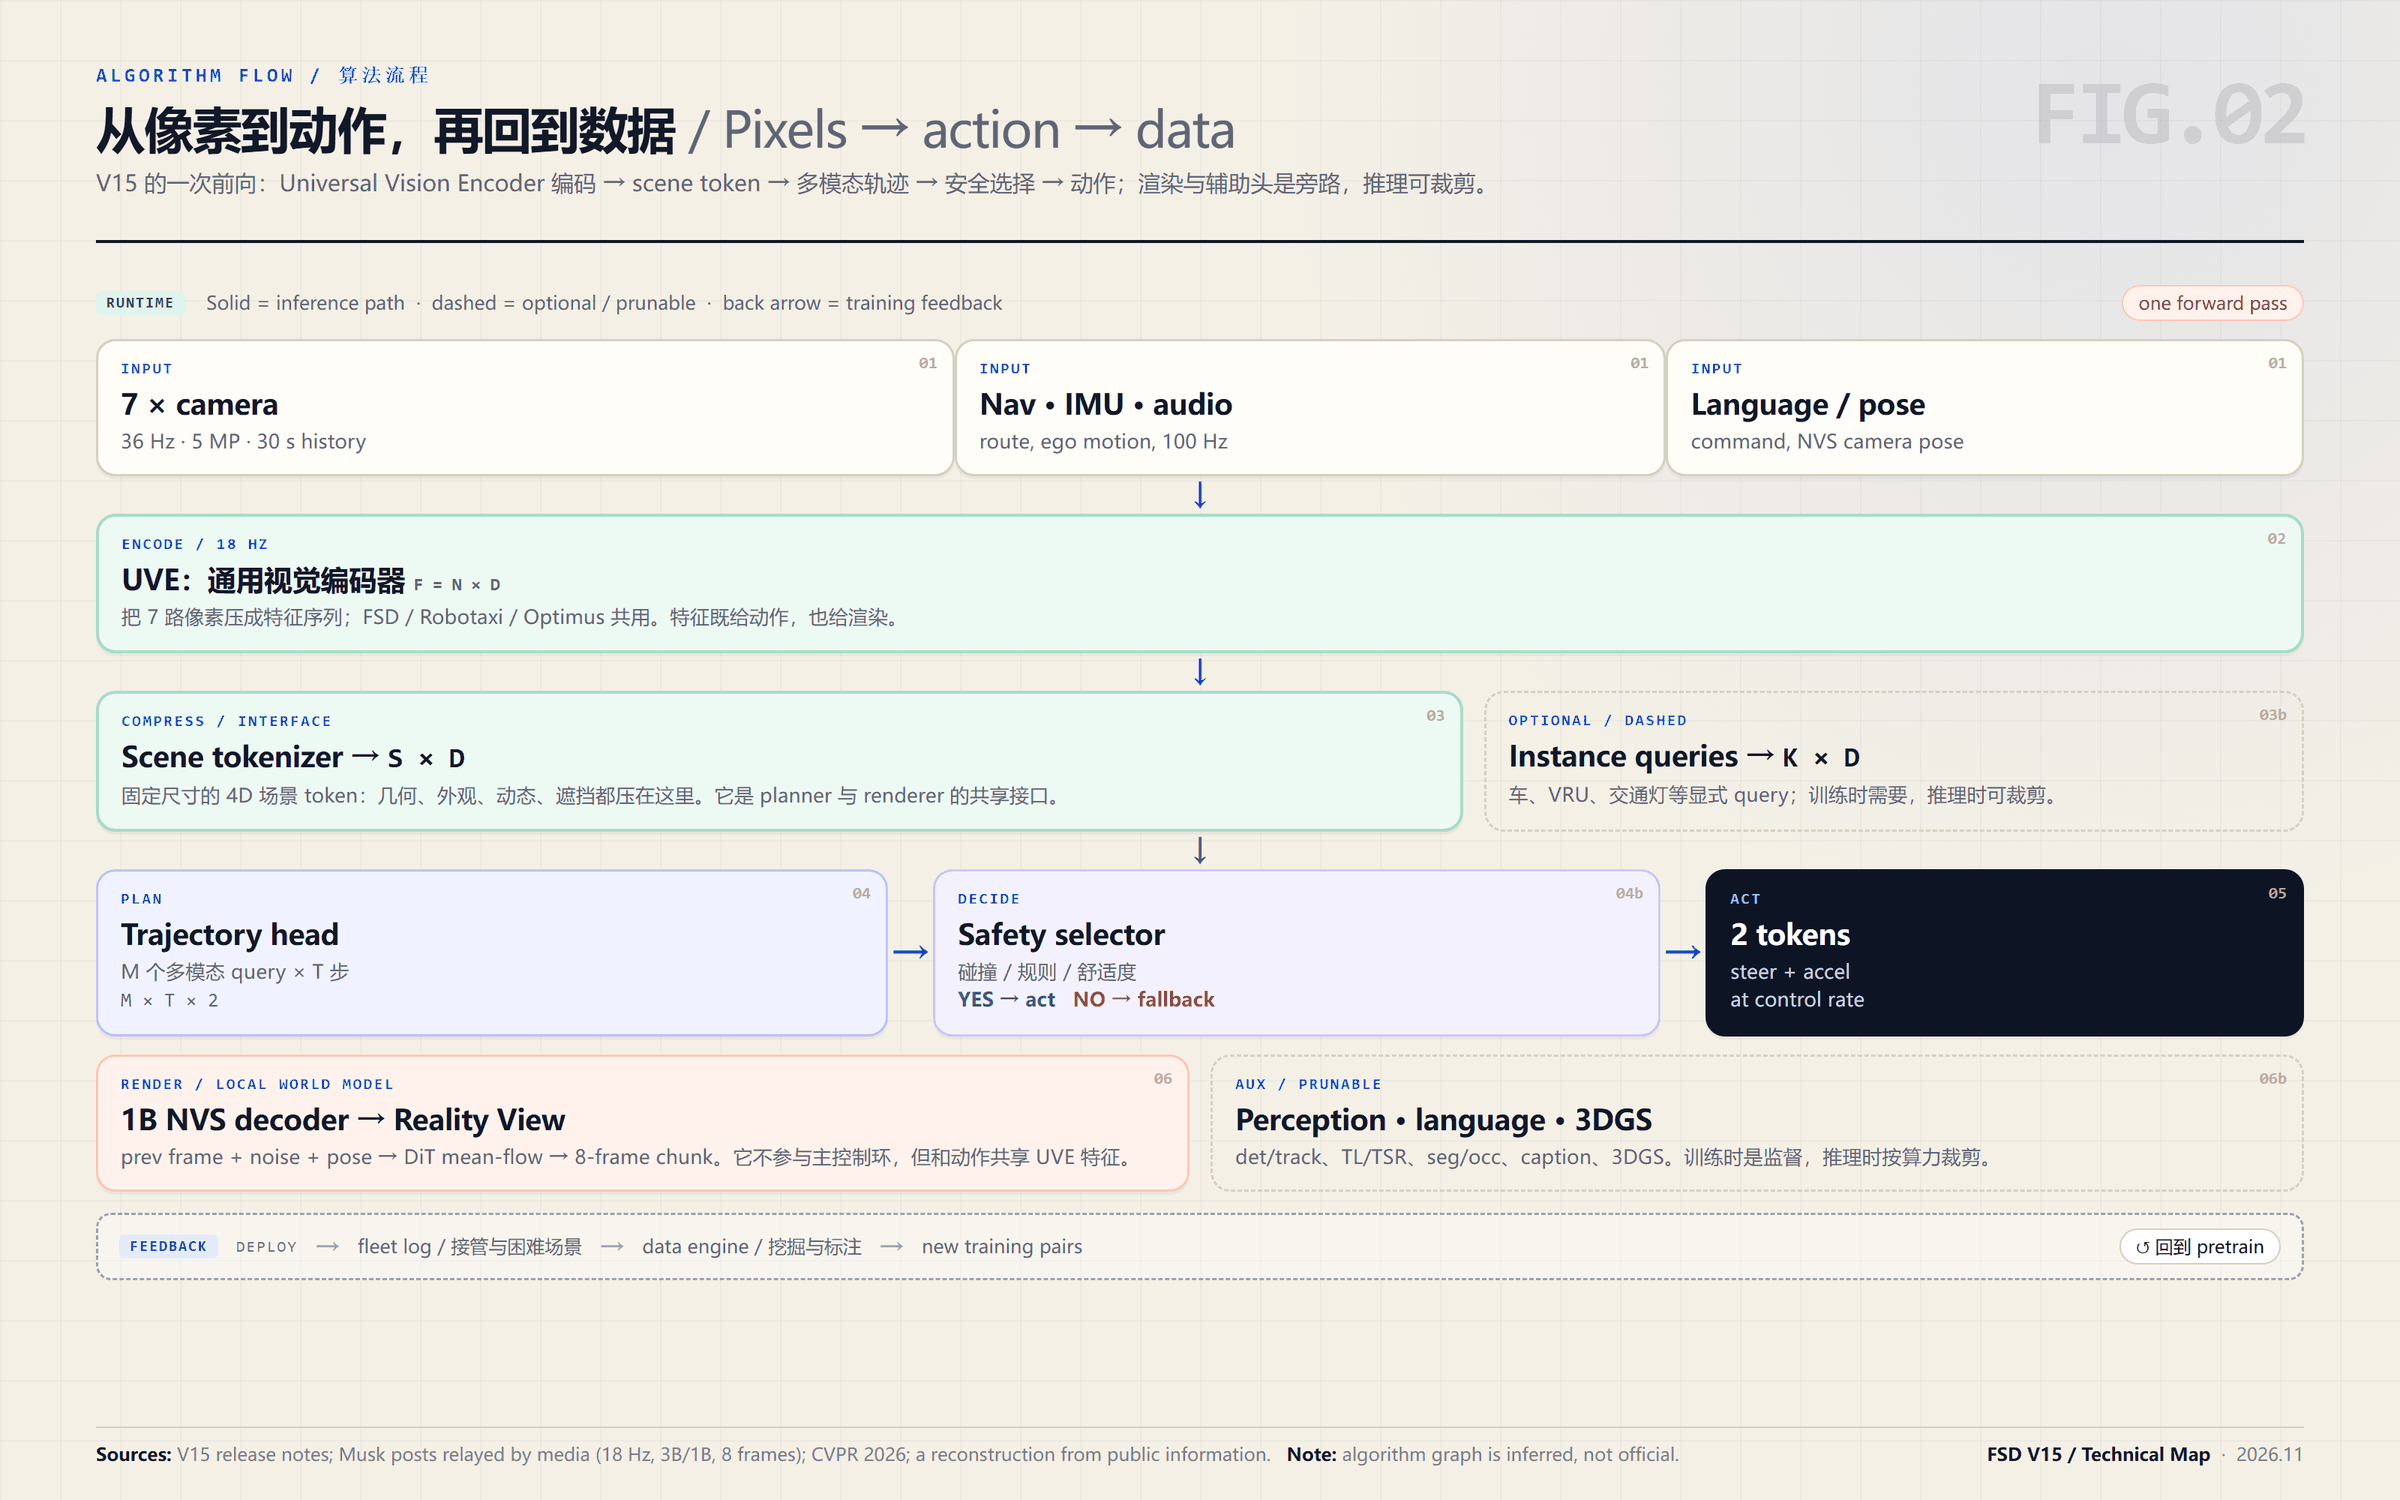 ALGORITHM FLOW / 算法流程
FIG.02
从像素到动作，再回到数据 / Pixels → action → data
V15 的一次前向：Universal Vision Encoder 编码 → scene token → 多模态轨迹 → 安全选择 → 动作；渲染与辅助头是旁路，推理可裁剪。
RUNTIME Solid = inference path · dashed = optional / prunable · back arrow = training feedback
one forward pass
INPUT 01
7 × camera
36 Hz · 5 MP · 30 s history
INPUT 01
Nav • IMU • audio
route, ego motion, 100 Hz
INPUT 01
Language / pose
command, NVS camera pose
↓
ENCODE / 18 HZ 02
UVE：通用视觉编码器 F = N × D
把 7 路像素压成特征序列；FSD / Robotaxi / Optimus 共用。特征既给动作，也给渲染。
↓
COMPRESS / INTERFACE 03
Scene tokenizer → S × D
固定尺寸的 4D 场景 token：几何、外观、动态、遮挡都压在这里。它是 planner 与 renderer 的共享接口。
OPTIONAL / DASHED 03b
Instance queries → K × D
车、VRU、交通灯等显式 query；训练时需要，推理时可裁剪。
↓
PLAN 04
Trajectory head
M 个多模态 query × T 步
M × T × 2
→
DECIDE 04b
Safety selector
碰撞 / 规则 / 舒适度
YES → act NO → fallback
→
ACT 05
2 tokens
steer + accel
at control rate
RENDER / LOCAL WORLD MODEL 06
1B NVS decoder → Reality View
prev frame + noise + pose → DiT mean-flow → 8-frame chunk。它不参与主控制环，但和动作共享 UVE 特征。
AUX / PRUNABLE 06b
Perception • language • 3DGS
det/track、TL/TSR、seg/occ、caption、3DGS。训练时是监督，推理时按算力裁剪。
FEEDBACK DEPLOY → fleet log / 接管与困难场景 → data engine / 挖掘与标注 → new training pairs
↺ 回到 pretrain
Sources: V15 release notes; Musk posts relayed by media (18 Hz, 3B/1B, 8 frames); CVPR 2026; a reconstruction from public information. Note: algorithm graph is inferred, not official.
FSD V15 / Technical Map · 2026.11